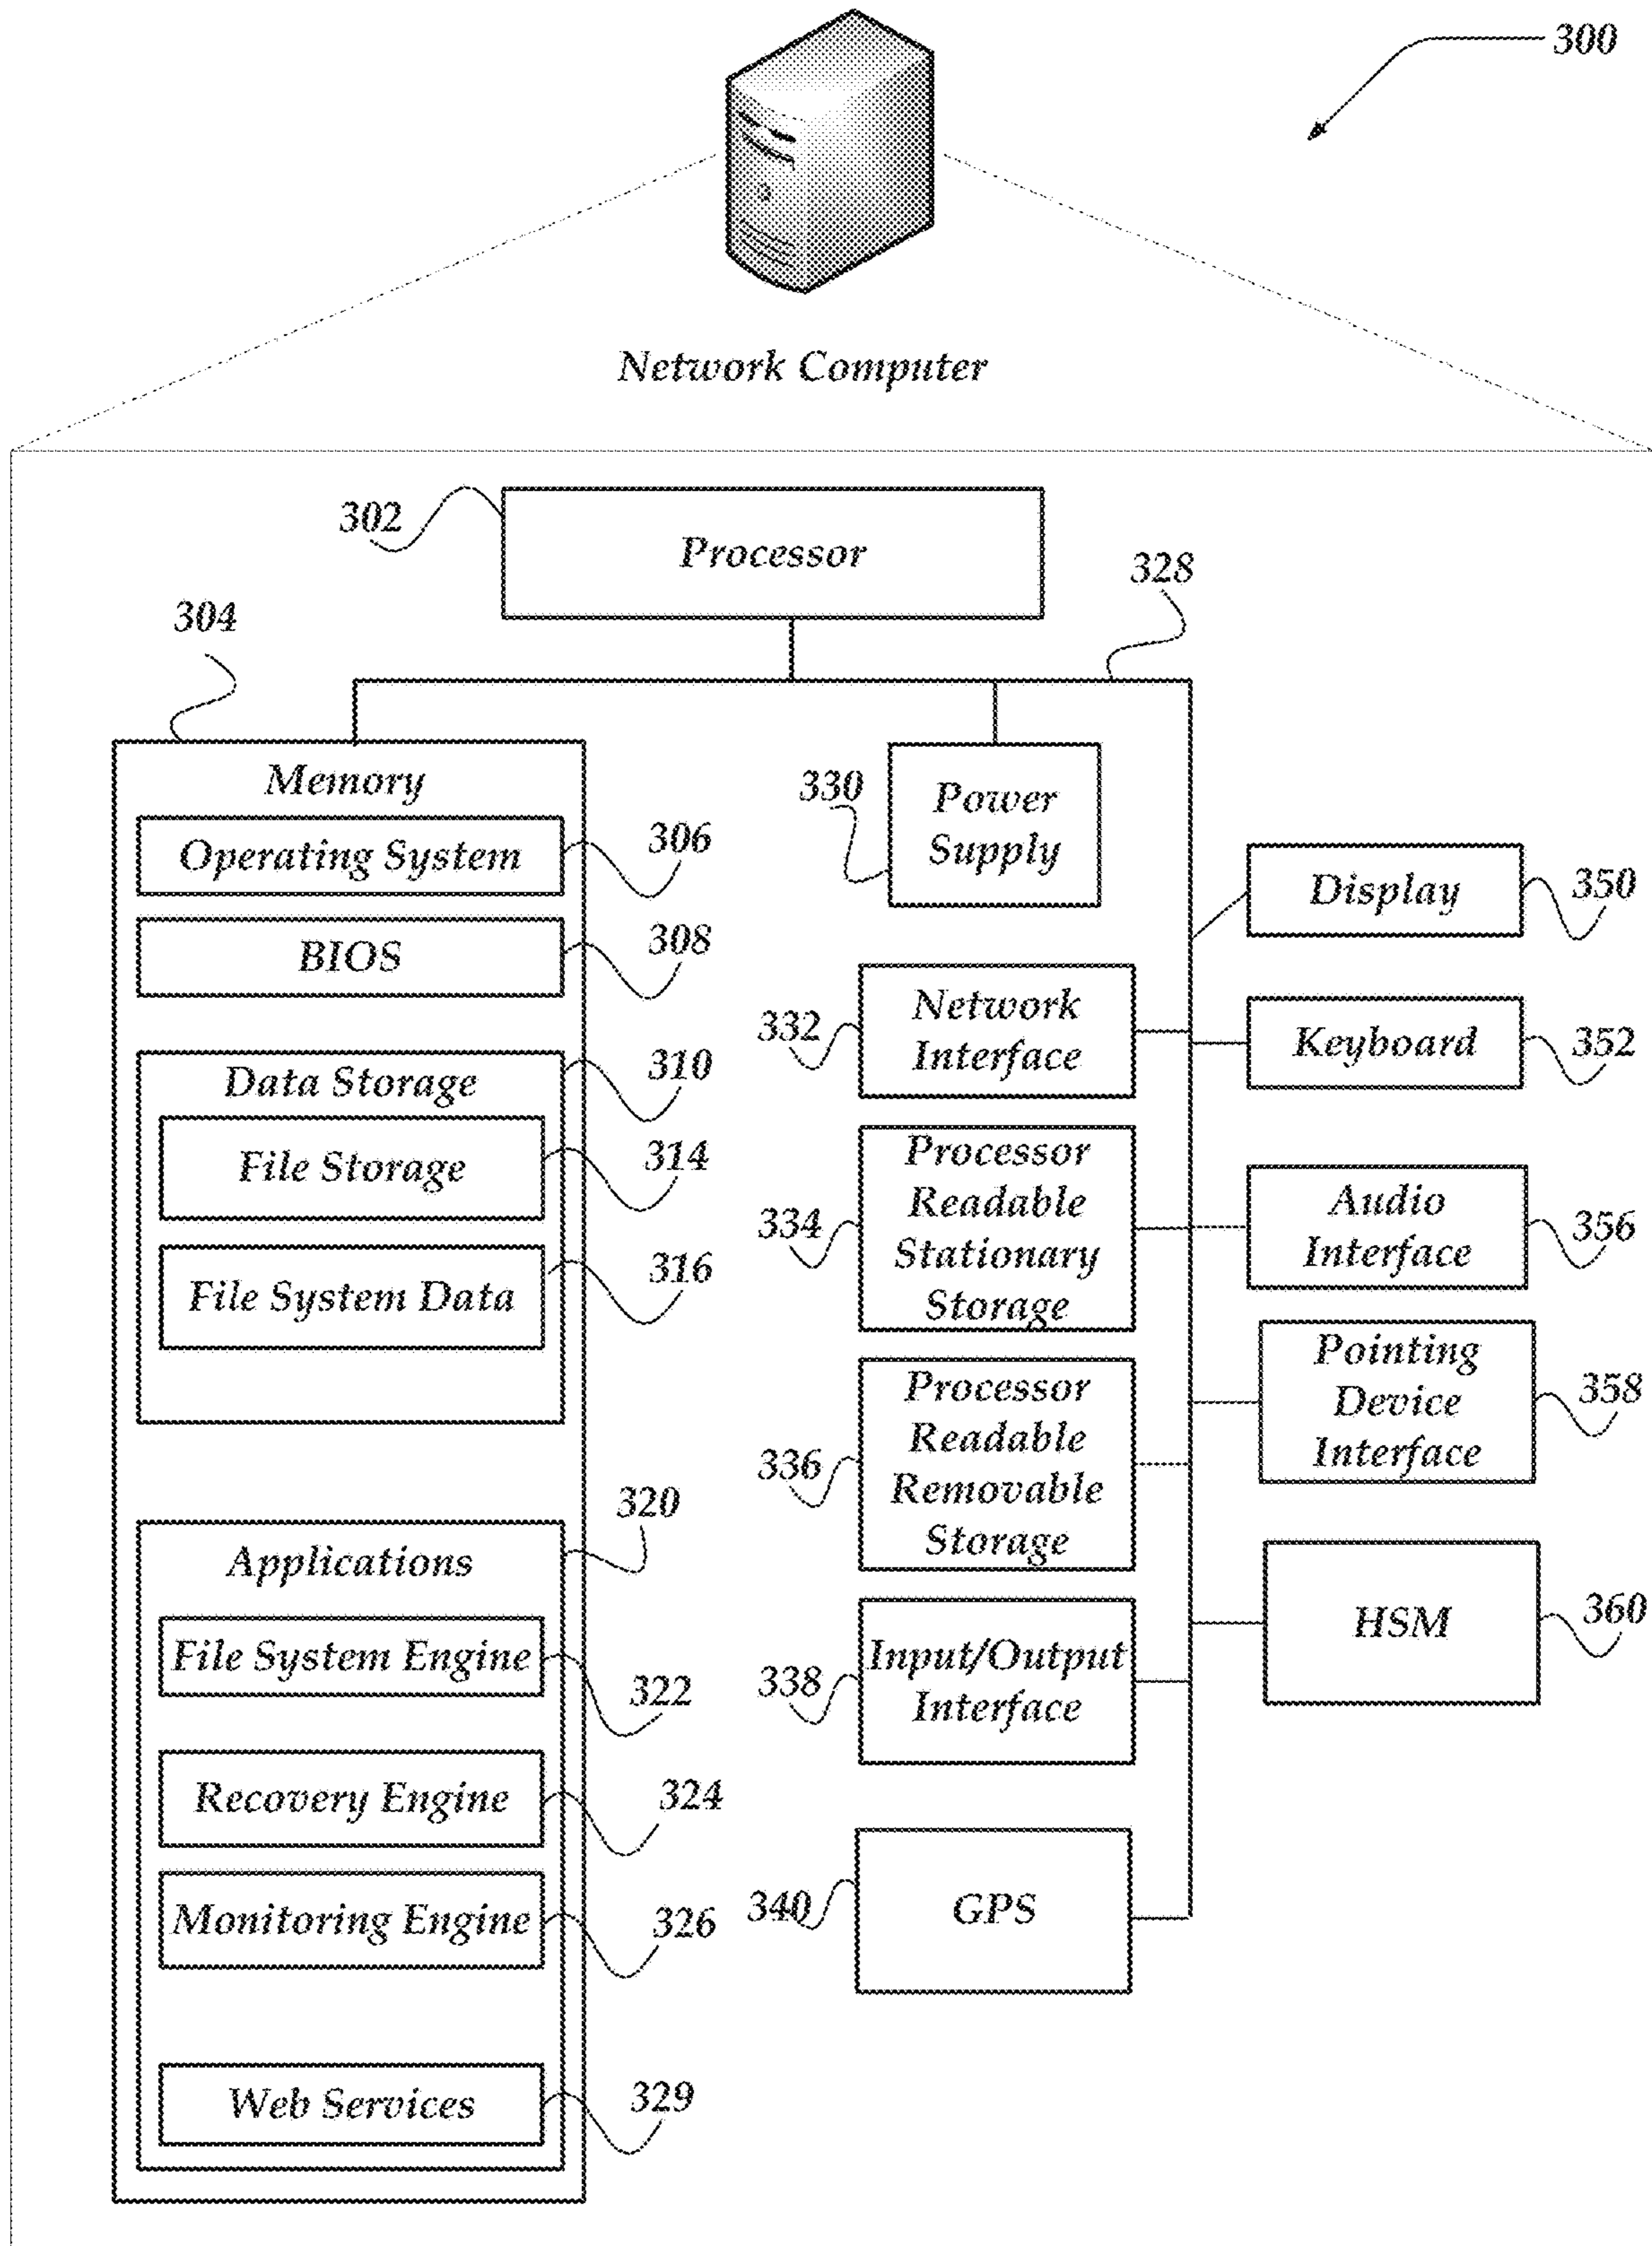 300
Network Computer
302
Processor
328
304
Memory
Operating System
306
BIOS
308
Data Storage
310
File Storage
314
File System Data
316
Applications
320
File System Engine
322
Recovery Engine
324
Monitoring Engine
326
Web Services
329
330
Power
Supply
332
Network
Interface
334
Processor
Readable
Stationary
Storage
336
Processor
Readable
Removable
Storage
338
Input/Output
Interface
340
GPS
Display
350
Keyboard
352
Audio
Interface
356
Pointing
Device
Interface
358
HSM
360